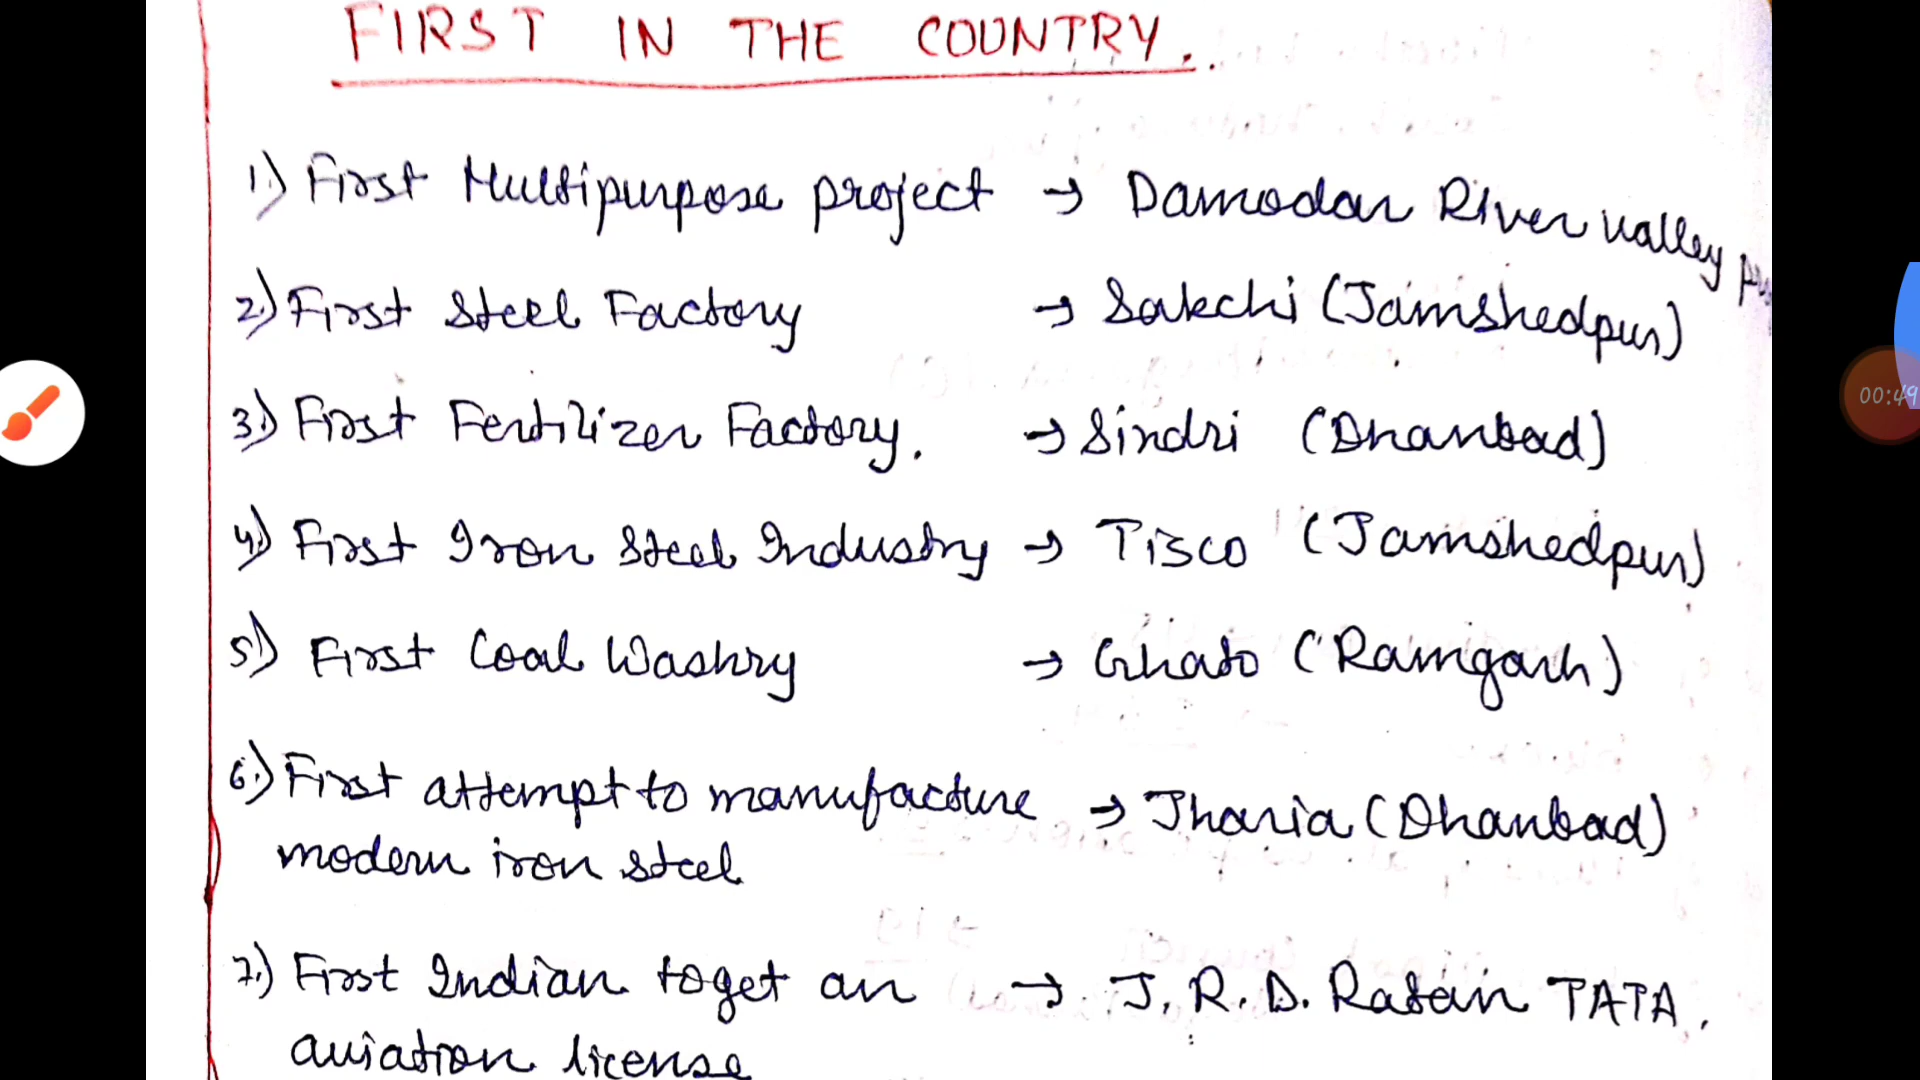 FIRST IN THE COUNTRY.
1.) First Multipurpose project → Damodar River valley
2.) First Steel Factory → Sakchi (Jamshedpur)
3.) First Fertilizer Factory. → Sindri (Dhanbad)
4.) First Iron Steel Industry → Tisco (Jamshedpur)
5.) First Coal Washry → Ghato (Ramgarh)
6.) First attempt to manufacture → Jharia (Dhanbad)
modern iron steel
7.) First Indian to get an → J. R. D. Ratan TATA.
aviation license
00:49